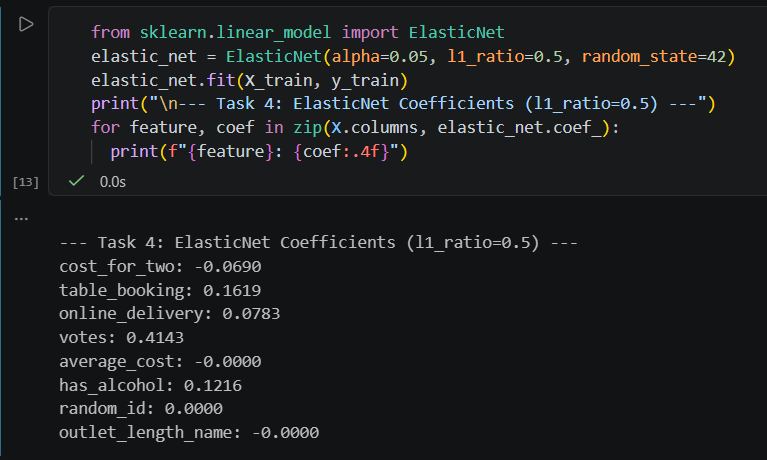 from sklearn.linear_model import ElasticNet
elastic_net = ElasticNet(alpha=0.05, l1_ratio=0.5, random_state=42)
elastic_net.fit(X_train, y_train)
print("\n--- Task 4: ElasticNet Coefficients (l1_ratio=0.5) ---")
for feature, coef in zip(X.columns, elastic_net.coef_):
  print(f"{feature}: {coef:.4f}")
[13]
0.0s
...
--- Task 4: ElasticNet Coefficients (l1_ratio=0.5) ---
cost_for_two: -0.0690
table_booking: 0.1619
online_delivery: 0.0783
votes: 0.4143
average_cost: -0.0000
has_alcohol: 0.1216
random_id: 0.0000
outlet_length_name: -0.0000